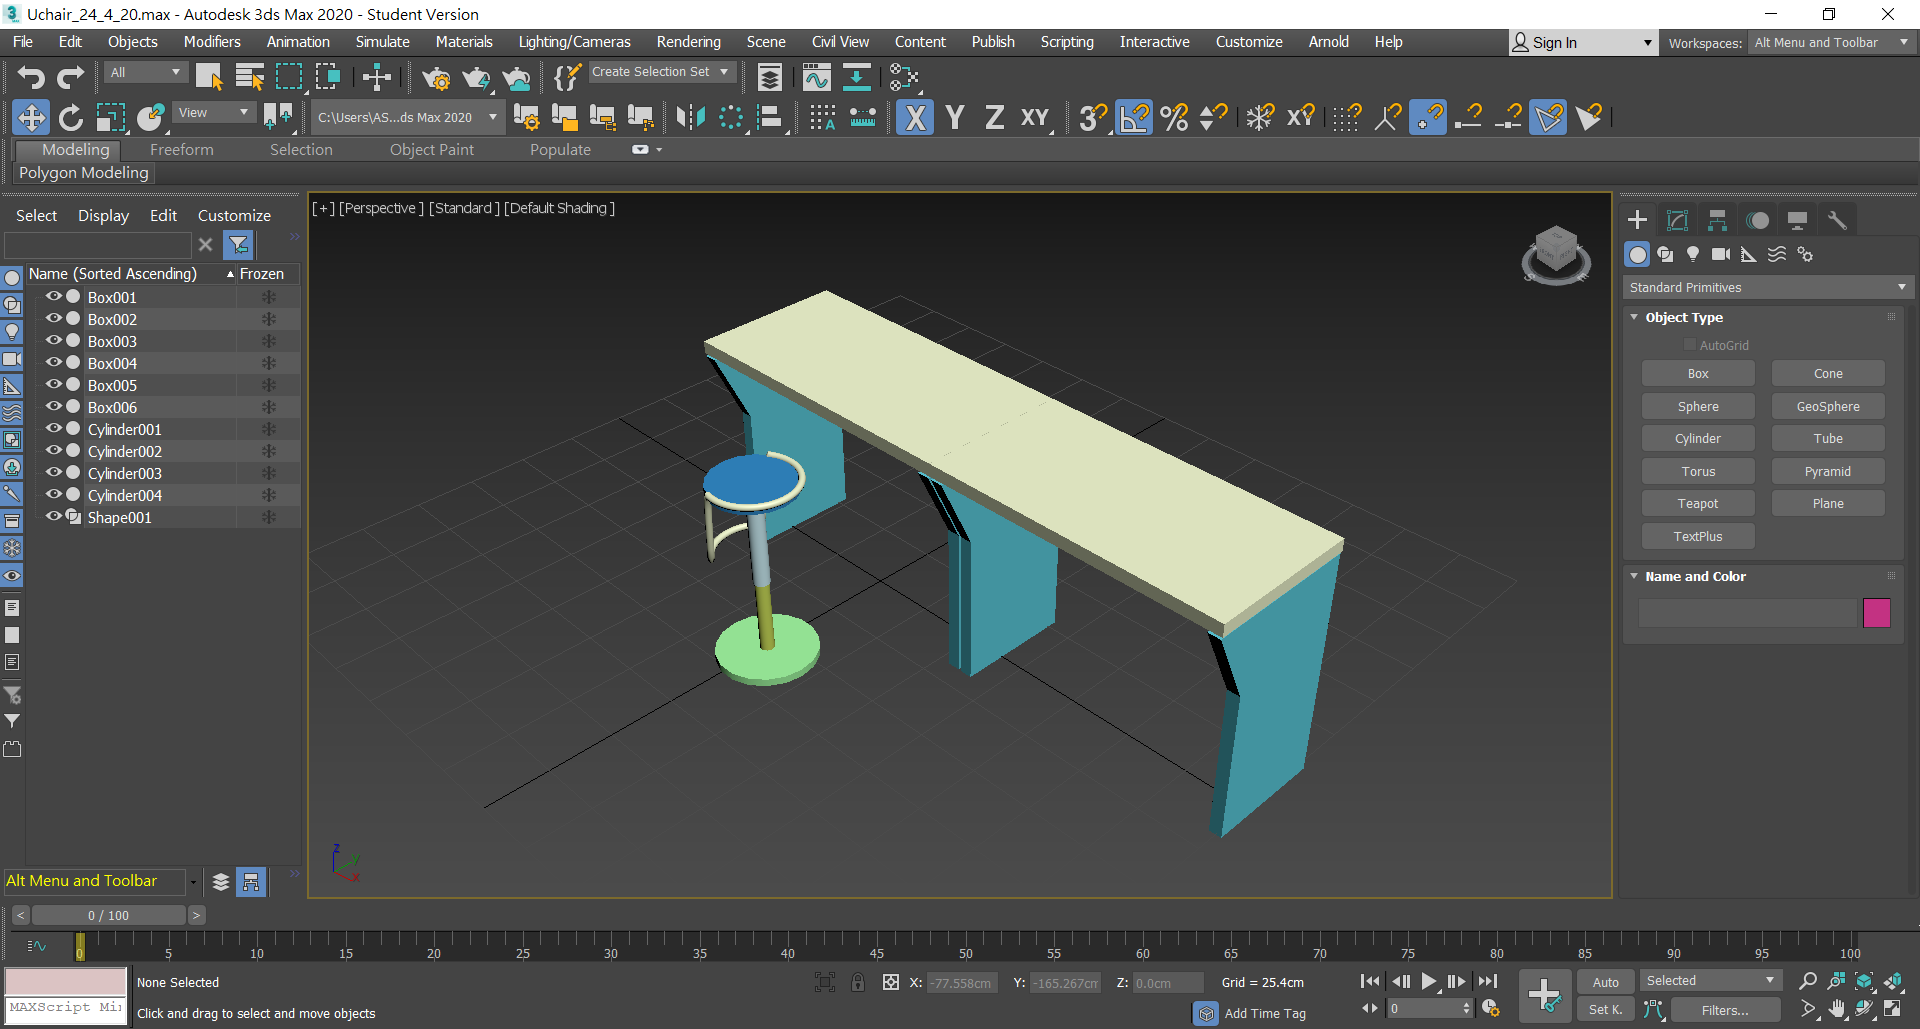 Uchair_24_4_20.max - Autodesk 3ds Max 2020 - Student Version
File Edit Objects Modifiers Animation Simulate Materials Lighting/Cameras Rendering Scene Civil View Content Publish Scripting Interactive Customize Arnold Help Sign In Workspaces: Alt Menu and Toolbar
All Create Selection Set
View C:\Users\AS...ds Max 2020 X Y Z XY 3 % XY
Modeling Freeform Selection Object Paint Populate
Polygon Modeling
Select Display Edit Customize
Name (Sorted Ascending) Frozen
Box001
Box002
Box003
Box004
Box005
Box006
Cylinder001
Cylinder002
Cylinder003
Cylinder004
Shape001
Alt Menu and Toolbar
[+] [Perspective ] [Standard ] [Default Shading ]
S E
z y x
Standard Primitives
Object Type
AutoGrid
Box Cone
Sphere GeoSphere
Cylinder Tube
Torus Pyramid
Teapot Plane
TextPlus
Name and Color
< 0 / 100 >
0 5 10 15 20 25 30 35 40 45 50 55 60 65 70 75 80 85 90 95 100
None Selected X: -77.558cm Y: -165.267cm Z: 0.0cm Grid = 25.4cm Auto Selected
MAXScript Mi
Click and drag to select and move objects Add Time Tag 0 Set K. Filters...